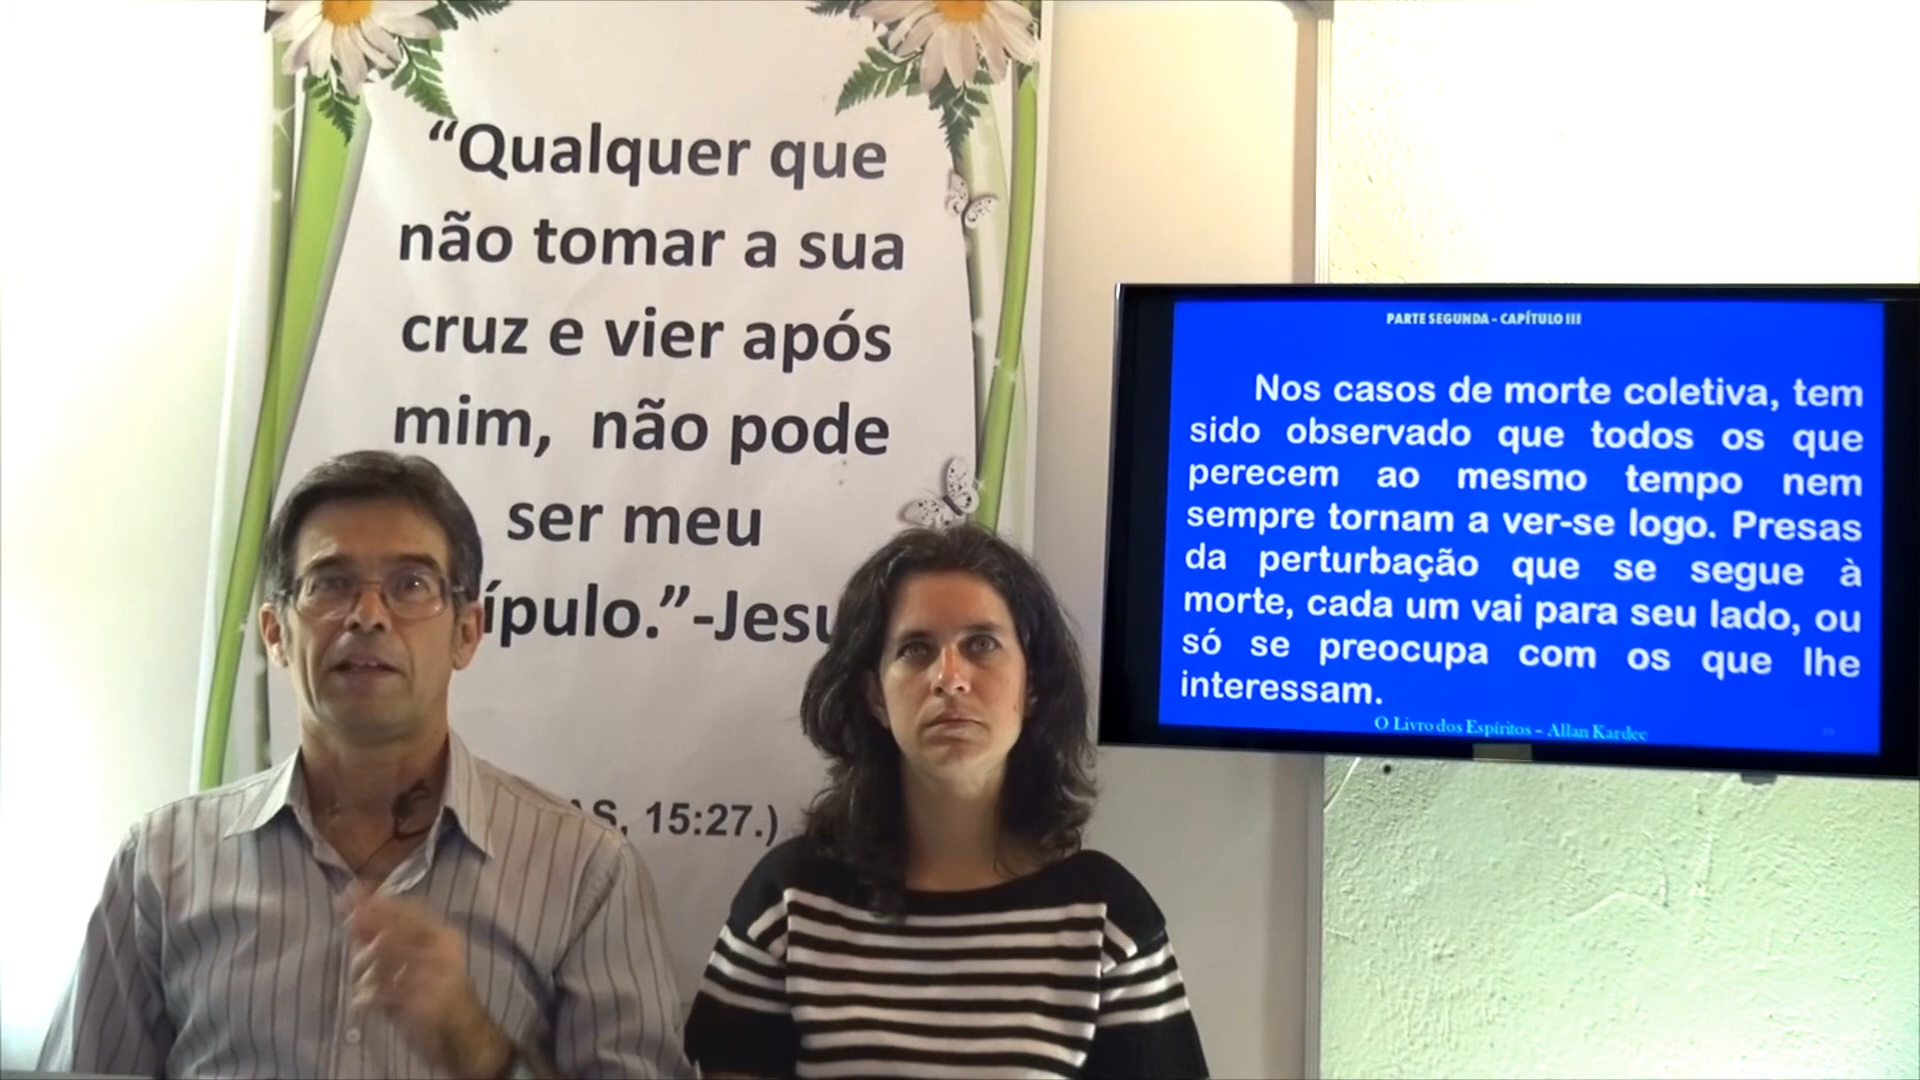 “Qualquer que
não tomar a sua
cruz e vier após
mim, não pode
ser meu
ípulo.”-Jesu
S, 15:27.)
PARTE SEGUNDA - CAPÍTULO III
Nos casos de morte coletiva, tem
sido observado que todos os que
perecem ao mesmo tempo nem
sempre tornam a ver-se logo. Presas
da perturbação que se segue à
morte, cada um vai para seu lado, ou
só se preocupa com os que lhe
interessam.
O Livro dos Espíritos – Allan Kardec